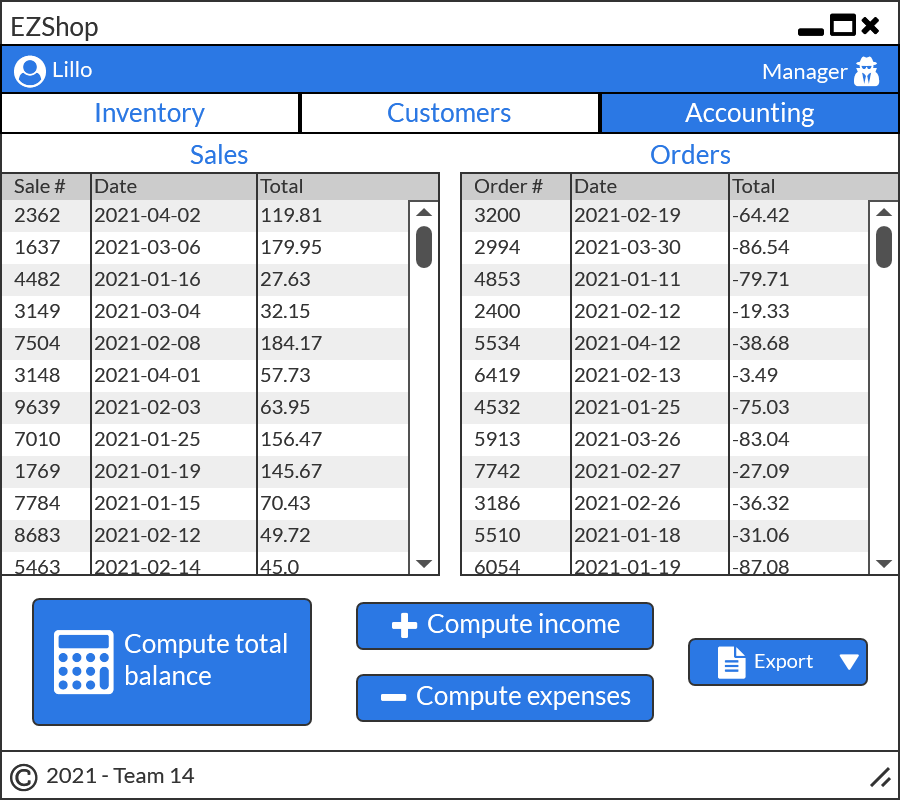 EZShop
Lillo
Manager
Inventory Customers Accounting
Sales
Sale # Date Total
2362 2021-04-02 119.81
1637 2021-03-06 179.95
4482 2021-01-16 27.63
3149 2021-03-04 32.15
7504 2021-02-08 184.17
3148 2021-04-01 57.73
9639 2021-02-03 63.95
7010 2021-01-25 156.47
1769 2021-01-19 145.67
7784 2021-01-15 70.43
8683 2021-02-12 49.72
5463 2021-02-14 45.0
Orders
Order # Date Total
3200 2021-02-19 -64.42
2994 2021-03-30 -86.54
4853 2021-01-11 -79.71
2400 2021-02-12 -19.33
5534 2021-04-12 -38.68
6419 2021-02-13 -3.49
4532 2021-01-25 -75.03
5913 2021-03-26 -83.04
7742 2021-02-27 -27.09
3186 2021-02-26 -36.32
5510 2021-01-18 -31.06
6054 2021-01-19 -87.08
Compute total
balance
Compute income
Compute expenses
Export
© 2021 - Team 14